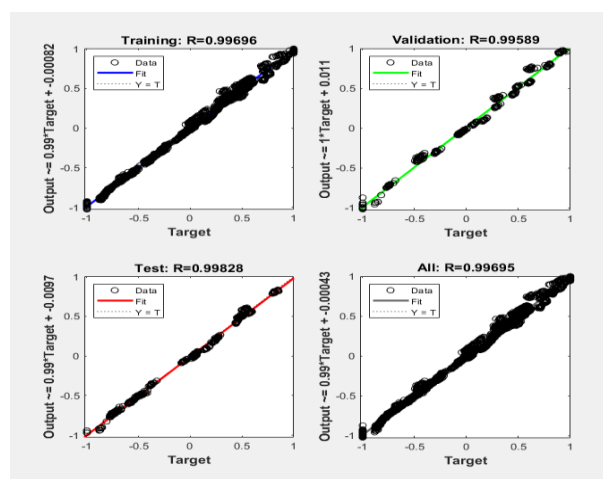 Training: R=0.99696
Output ~= 0.99*Target + -0.00082
1
0.5
0
-0.5
-1
Data
Fit
Y = T
-1 -0.5 0 0.5 1
Target
Validation: R=0.99589
Output ~= 1*Target + 0.011
1
0.5
0
-0.5
-1
Data
Fit
Y = T
-1 -0.5 0 0.5 1
Target
Test: R=0.99828
Output ~= 0.99*Target + -0.0097
1
0.5
0
-0.5
-1
Data
Fit
Y = T
-1 -0.5 0 0.5 1
Target
All: R=0.99695
Output ~= 0.99*Target + -0.00043
1
0.5
0
-0.5
-1
Data
Fit
Y = T
-1 -0.5 0 0.5 1
Target